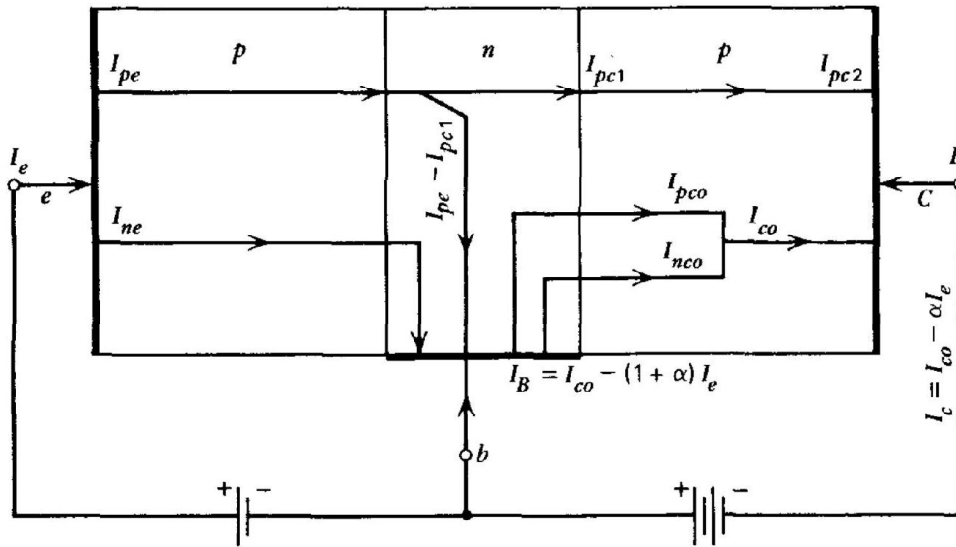 p n p
I_pe I_pc1 I_pc2
I_pe − I_pc1
I_e
e
C
I_ne
I_pco
I_co
I_nco
I_B = I_co − (1 + α) I_e
I_c = I_co − αI_e
b
+ − + −